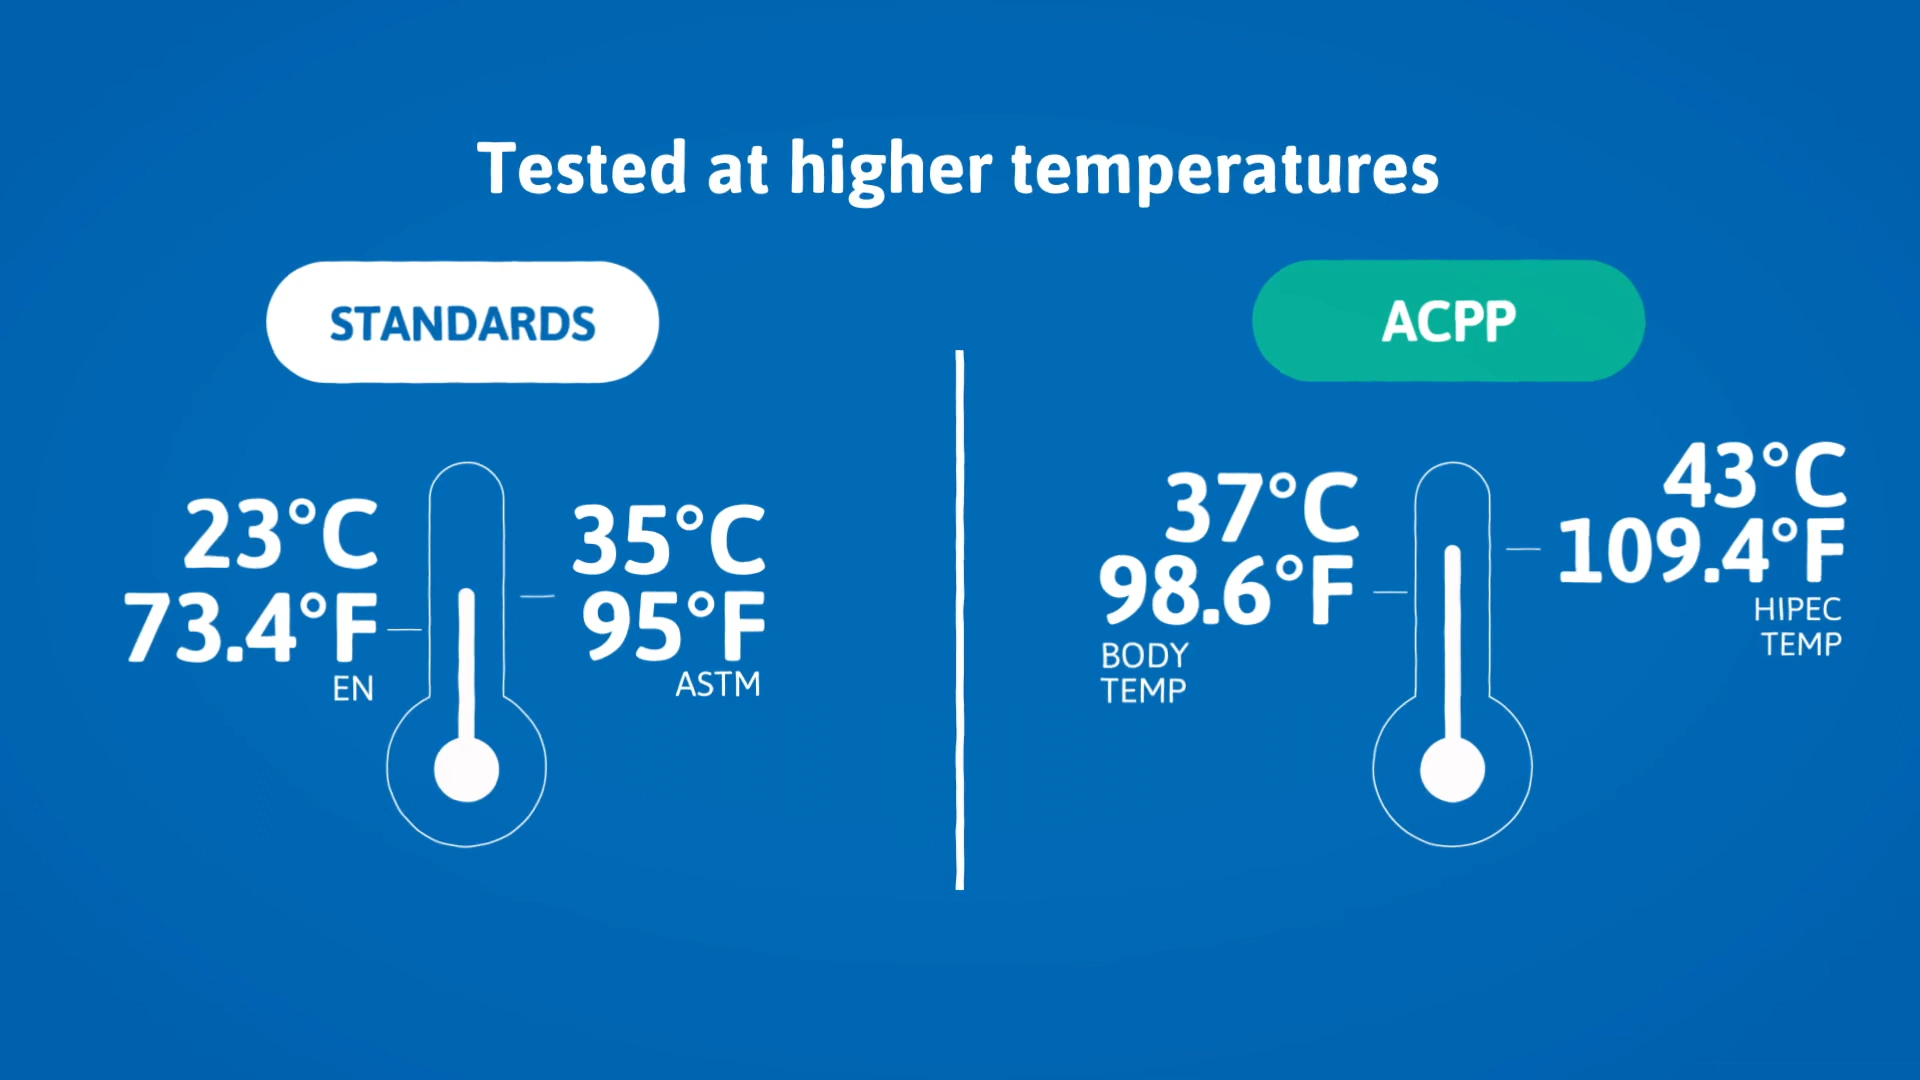 Tested at higher temperatures
STANDARDS
23°C
73.4°F
EN
35°C
95°F
ASTM
ACPP
37°C
98.6°F
BODY
TEMP
43°C
109.4°F
HIPEC
TEMP